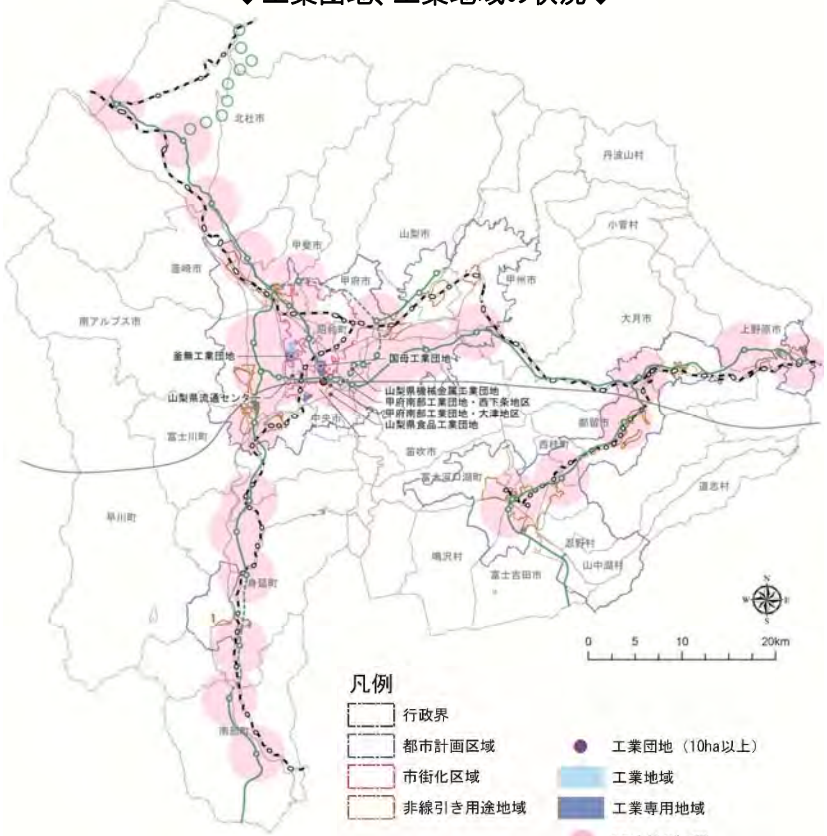 ◆工業団地、工業地域の状況◆
北杜市
丹波山村
小菅村
山梨市
甲斐市
甲府市
甲州市
韮崎市
大月市
上野原市
南アルプス市
昭和町
釜無工業団地
国母工業団地
山梨県流通センター
山梨県機械金属工業団地
甲府南部工業団地・西下条地区
甲府南部工業団地・大津地区
山梨県食品工業団地
中央市
都留市
富士川町
笛吹市
西桂町
富士河口湖町
道志村
早川町
鳴沢村
忍野村
山中湖村
富士吉田市
身延町
南部町
N
W
E
S
0 5 10 20km
凡例
行政界
都市計画区域
市街化区域
非線引き用途地域
工業団地(10ha以上)
工業地域
工業専用地域